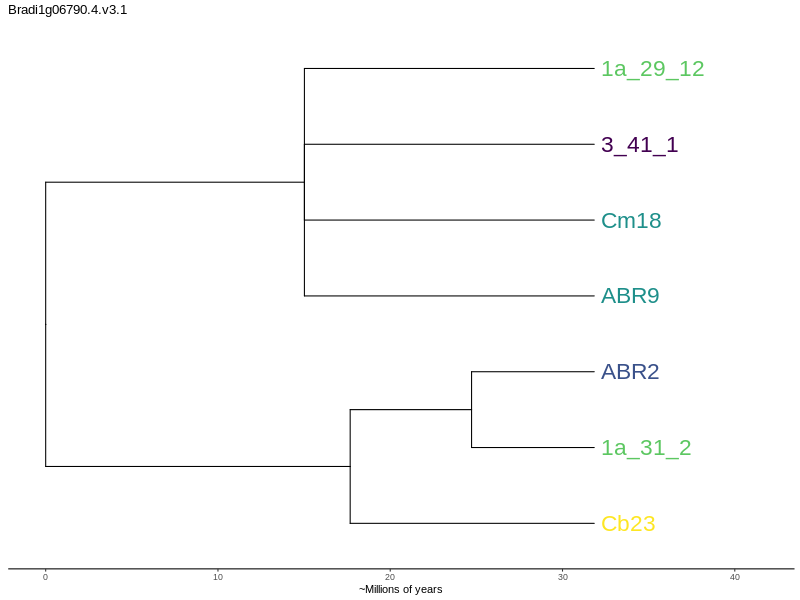 Bradi1g06790.4.v3.1
1a_29_12
3_41_1
Cm18
ABR9
ABR2
1a_31_2
Cb23
0 10 20 30 40
~Millions of years